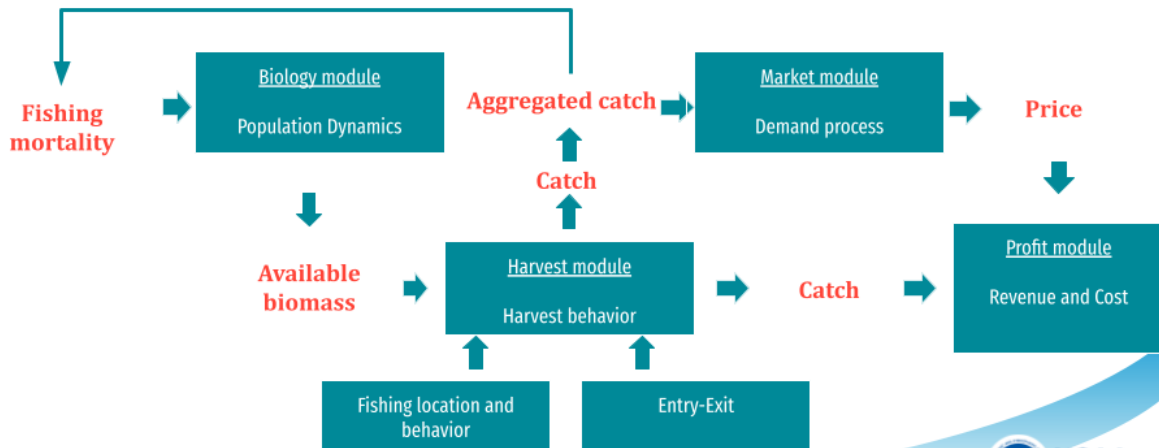 Biology module
Population Dynamics
Aggregated catch
Market module
Demand process
Fishing
mortality
Price
Catch
Available
biomass
Harvest module
Harvest behavior
Catch
Profit module
Revenue and Cost
Fishing location and
behavior
Entry-Exit